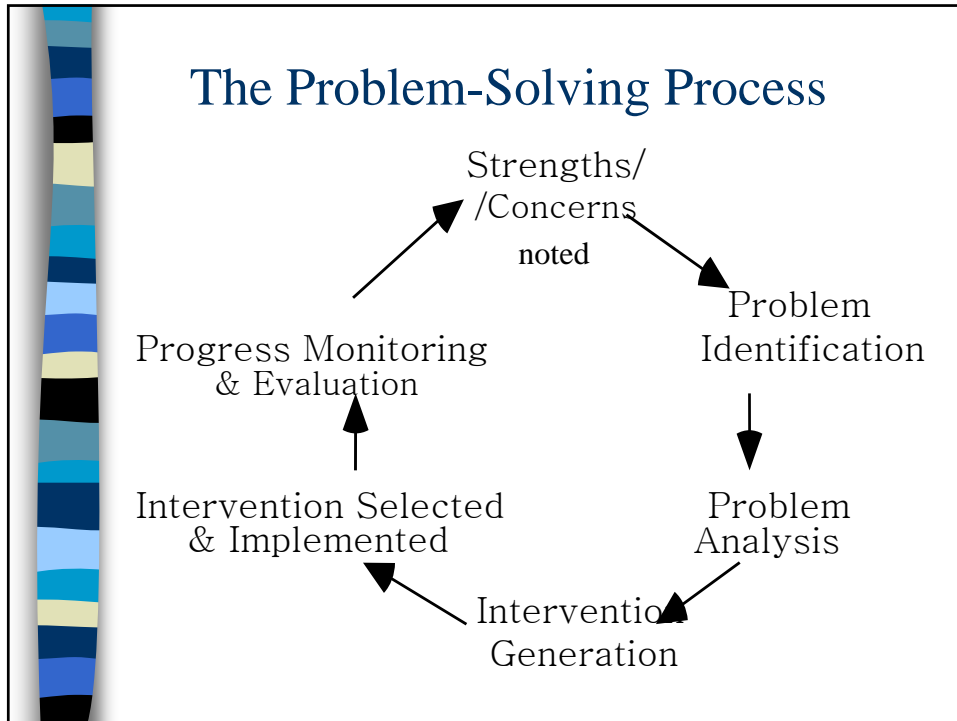 The Problem-Solving Process
Strengths/
/Concerns
noted
Problem
Identification
Problem
Analysis
Intervention
Generation
Intervention Selected
& Implemented
Progress Monitoring
& Evaluation